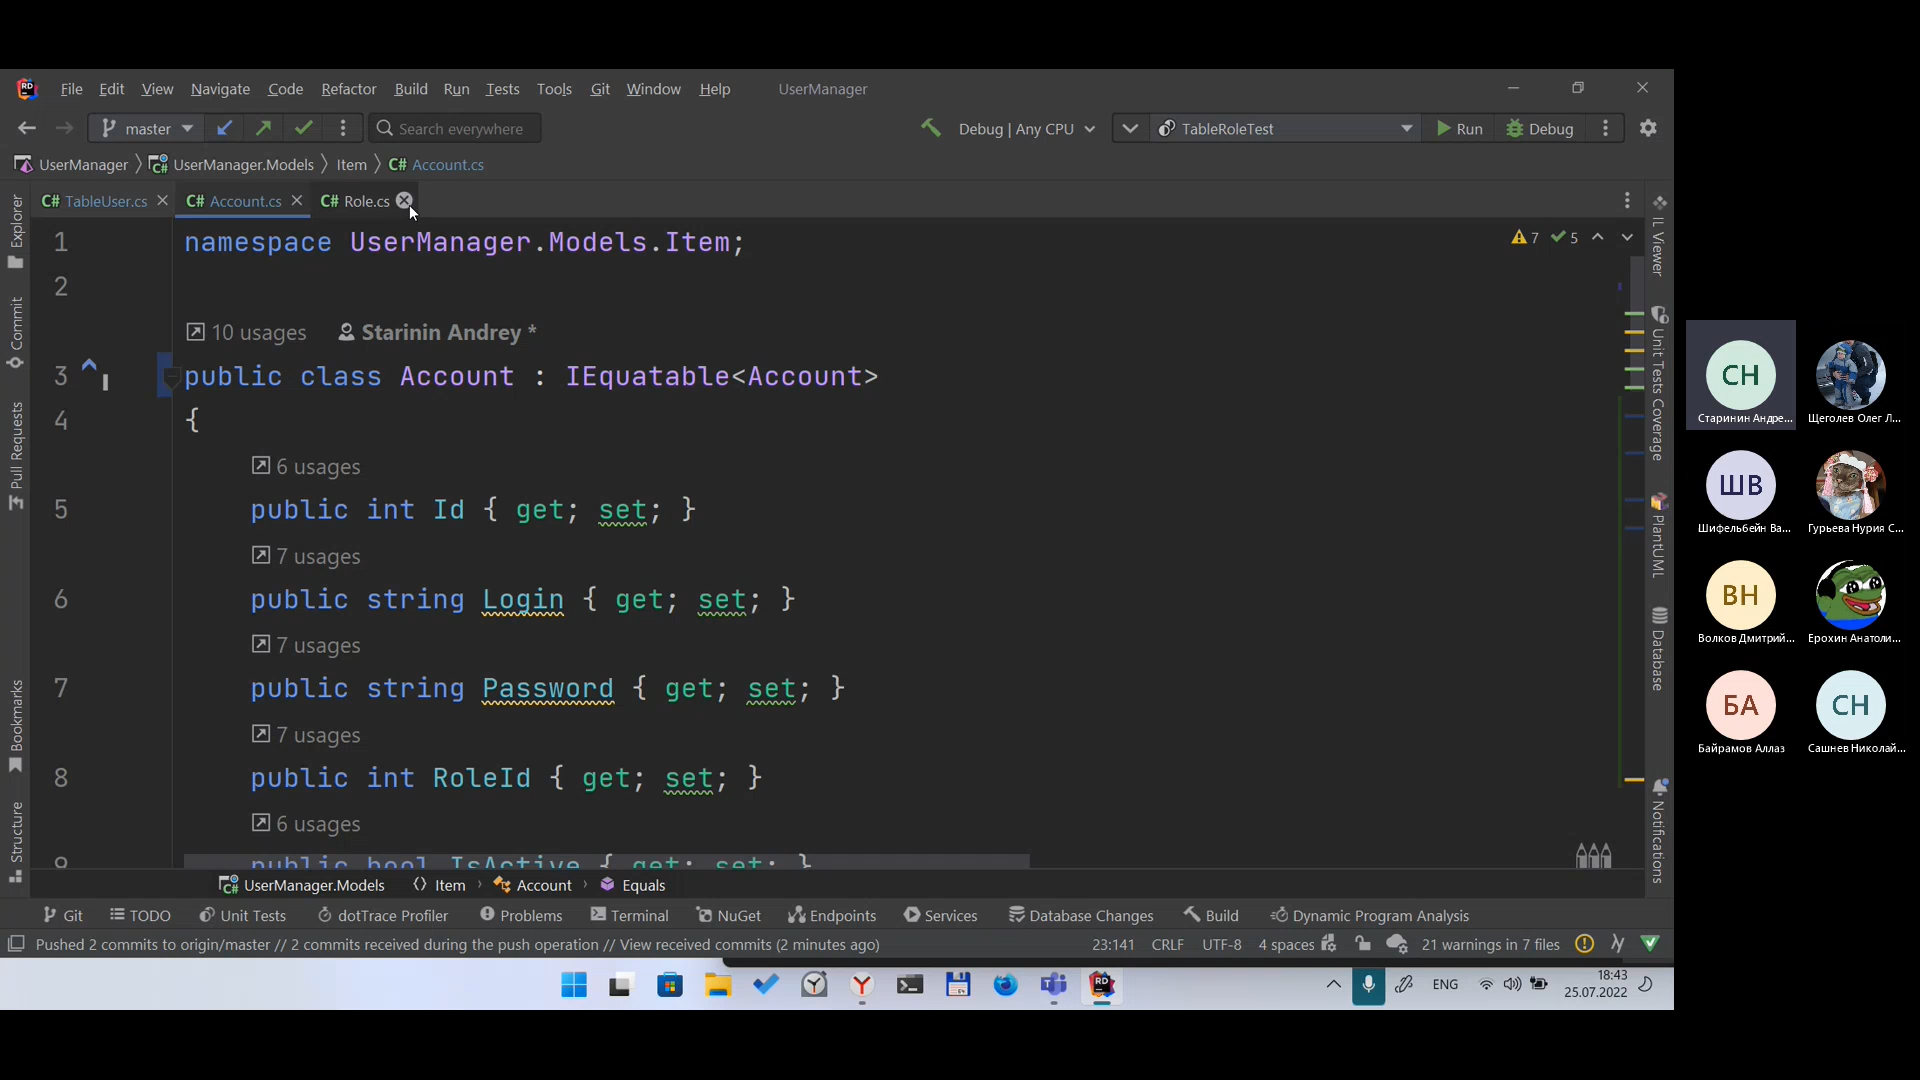 File Edit View Navigate Code Refactor Build Run Tests Tools Git Window Help UserManager
master Search everywhere Debug | Any CPU TableRoleTest Run Debug
UserManager UserManager.Models Item C# Account.cs
C# TableUser.cs C# Account.cs C# Role.cs
1 namespace UserManager.Models.Item;
7 5
2
10 usages Starinin Andrey *
3 public class Account : IEquatable<Account>
4 {
6 usages
5 public int Id { get; set; }
7 usages
6 public string Login { get; set; }
7 usages
7 public string Password { get; set; }
7 usages
8 public int RoleId { get; set; }
6 usages
9 public bool IsActive { get; set; }
UserManager.Models Item Account Equals
Git TODO Unit Tests dotTrace Profiler Problems Terminal NuGet Endpoints Services Database Changes Build Dynamic Program Analysis
Pushed 2 commits to origin/master // 2 commits received during the push operation // View received commits (2 minutes ago) 23:141 CRLF UTF-8 4 spaces 21 warnings in 7 files
ENG 18:43
25.07.2022
Explorer
Commit
Pull Requests
Bookmarks
Structure
IL Viewer
Unit Tests Coverage
PlantUML
Database
Notifications
СН
Старинин Андре... Щеголев Олег Л...
ШВ
Шифельбейн Ва... Гурьева Нурия С...
ВН
Волков Дмитрий... Ерохин Анатоли...
БА СН
Байрамов Аллаз Сашнев Николай...